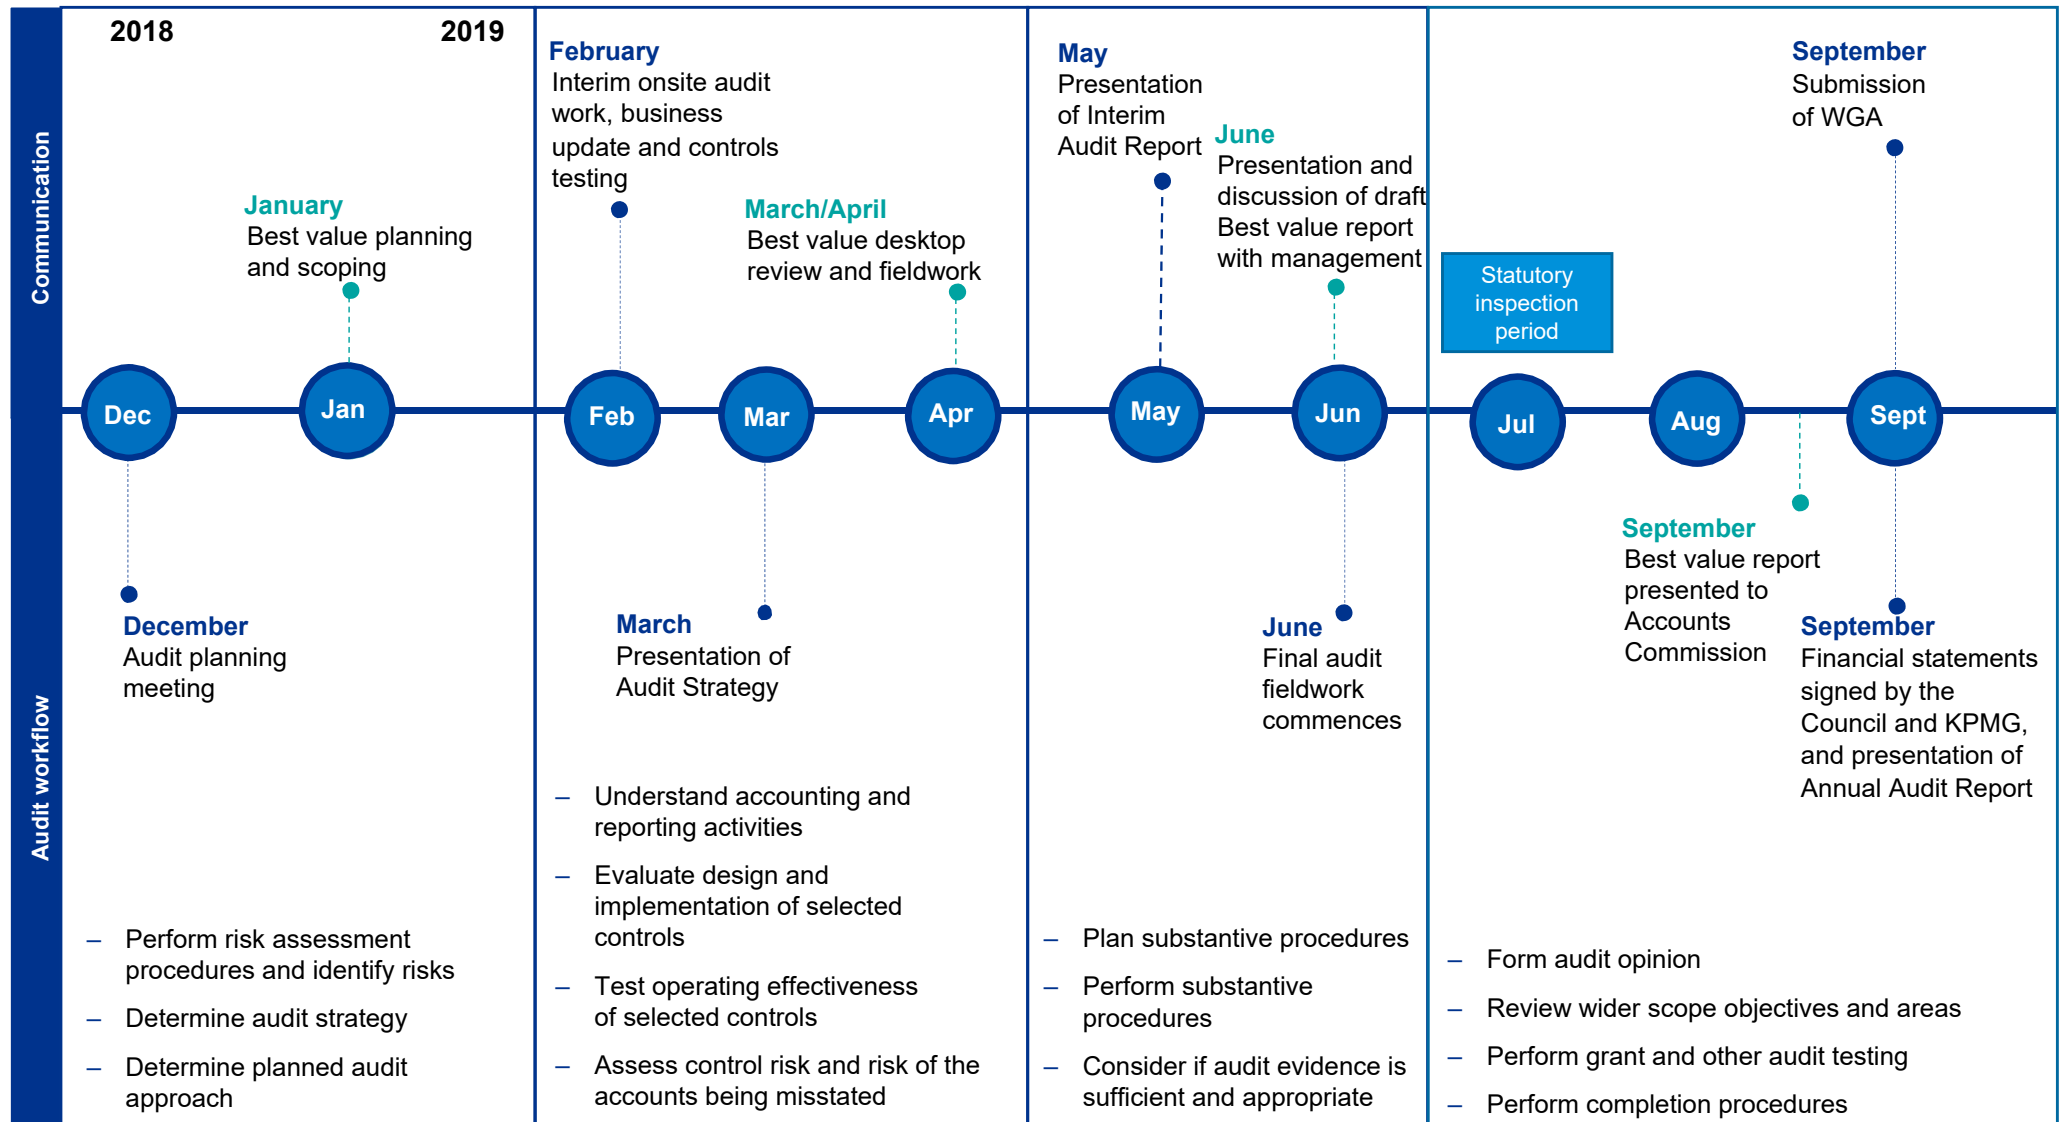 2018
2019
Communication
Audit workflow
January
Best value planning
and scoping
February
Interim onsite audit
work, business
update and controls
testing
March/April
Best value desktop
review and fieldwork
May
Presentation
of Interim
Audit Report
June
Presentation and
discussion of draft
Best value report
with management
Statutory
inspection
period
September
Submission
of WGA
Dec
Jan
Feb
Mar
Apr
May
Jun
Jul
Aug
Sept
December
Audit planning
meeting
March
Presentation of
Audit Strategy
June
Final audit
fieldwork
commences
September
Best value report
presented to
Accounts
Commission
September
Financial statements
signed by the
Council and KPMG,
and presentation of
Annual Audit Report
– Perform risk assessment
procedures and identify risks
– Determine audit strategy
– Determine planned audit
approach
– Understand accounting and
reporting activities
– Evaluate design and
implementation of selected
controls
– Test operating effectiveness
of selected controls
– Assess control risk and risk of the
accounts being misstated
– Plan substantive procedures
– Perform substantive
procedures
– Consider if audit evidence is
sufficient and appropriate
– Form audit opinion
– Review wider scope objectives and areas
– Perform grant and other audit testing
– Perform completion procedures